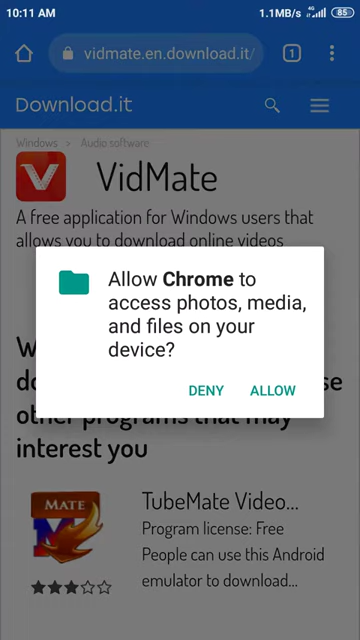 10:11 AM 1.1MB/s 4G 85
vidmate.en.download.it/ 1
Download.it
Windows > Audio software
VidMate
A free application for Windows users that
allows you to download online videos
Allow Chrome to
access photos, media,
and files on your
device?
DENY ALLOW
other programs that may
interest you
MATE
TubeMate Video...
Program license: Free
People can use this Android
emulator to download...